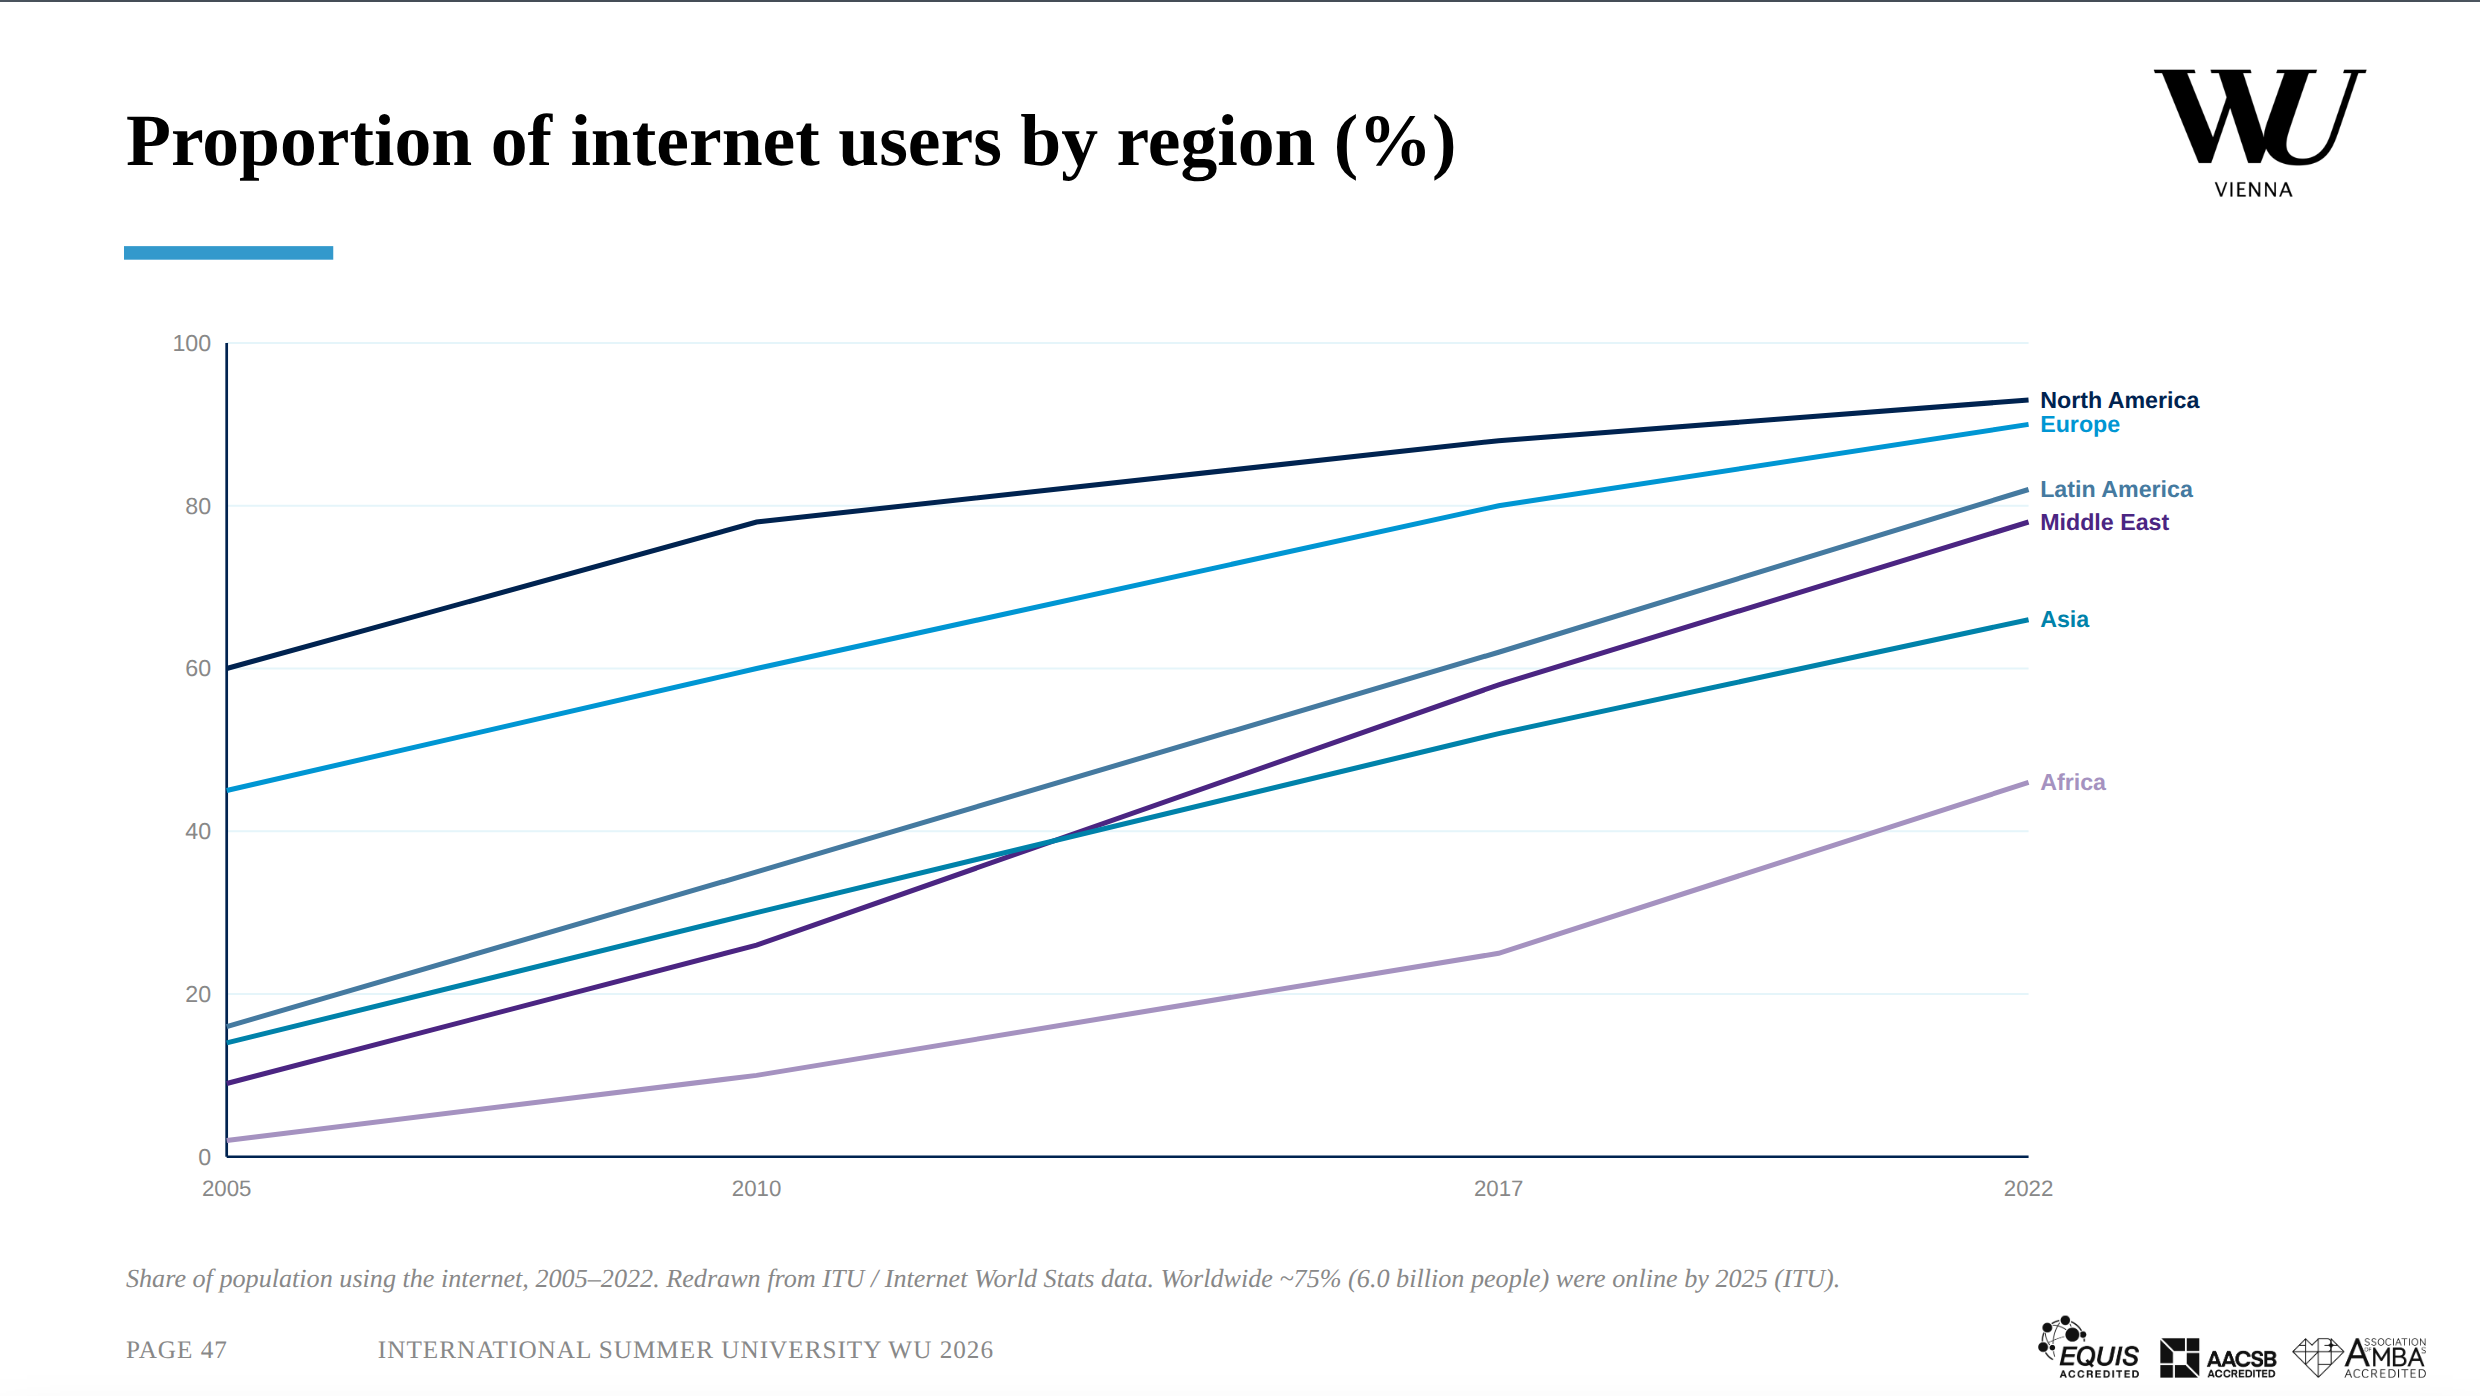 Proportion of internet users by region (%)
WU
VIENNA
100
80
60
40
20
0
North America
Europe
Latin America
Middle East
Asia
Africa
2005 2010 2017 2022
Share of population using the internet, 2005–2022. Redrawn from ITU / Internet World Stats data. Worldwide ~75% (6.0 billion people) were online by 2025 (ITU).
PAGE 47 INTERNATIONAL SUMMER UNIVERSITY WU 2026
EQUIS
ACCREDITED
AACSB
ACCREDITED
ASSOCIATION
OF
AMBAS
ACCREDITED